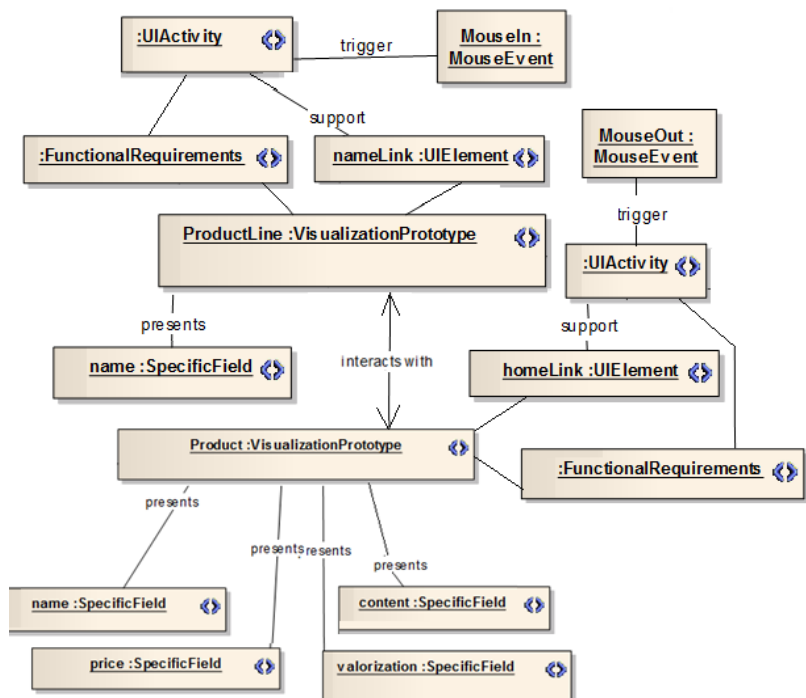 :UIActivity
trigger
MouseIn :
MouseEvent
support
MouseOut :
MouseEvent
:FunctionalRequirements
nameLink :UIElement
trigger
ProductLine :VisualizationPrototype
:UIActivity
presents
support
name :SpecificField
interacts with
homeLink :UIElement
Product :VisualizationPrototype
:FunctionalRequirements
presents
presents
presents
presents
name :SpecificField
content :SpecificField
price :SpecificField
valorization :SpecificField